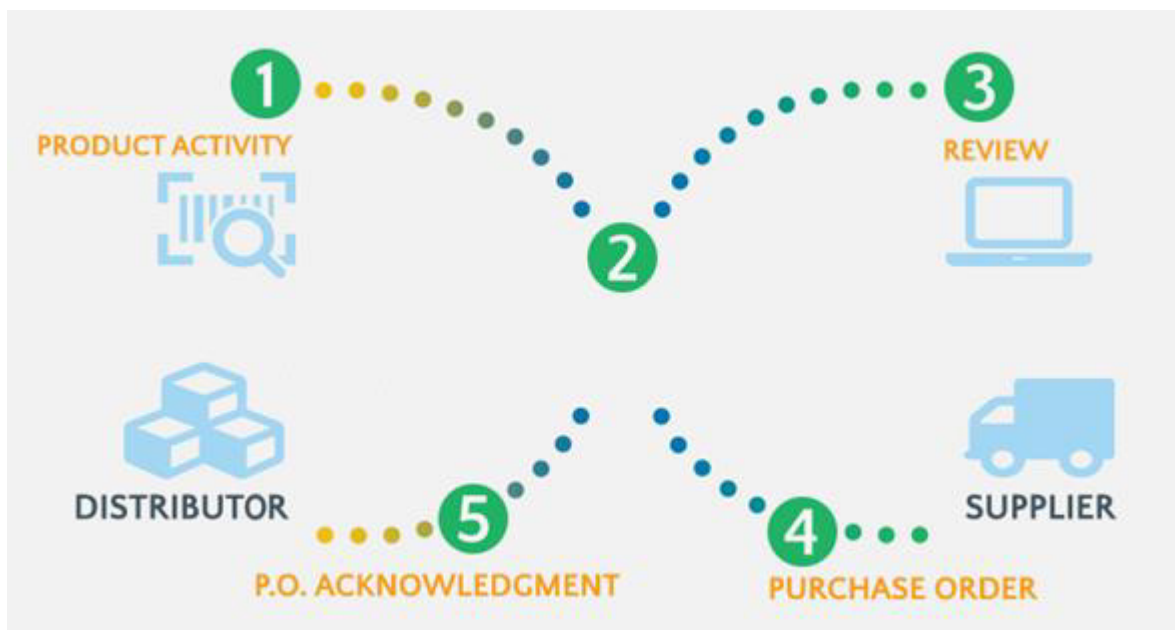 1
PRODUCT ACTIVITY
3
REVIEW
2
DISTRIBUTOR
SUPPLIER
5
P.O. ACKNOWLEDGMENT
4
PURCHASE ORDER